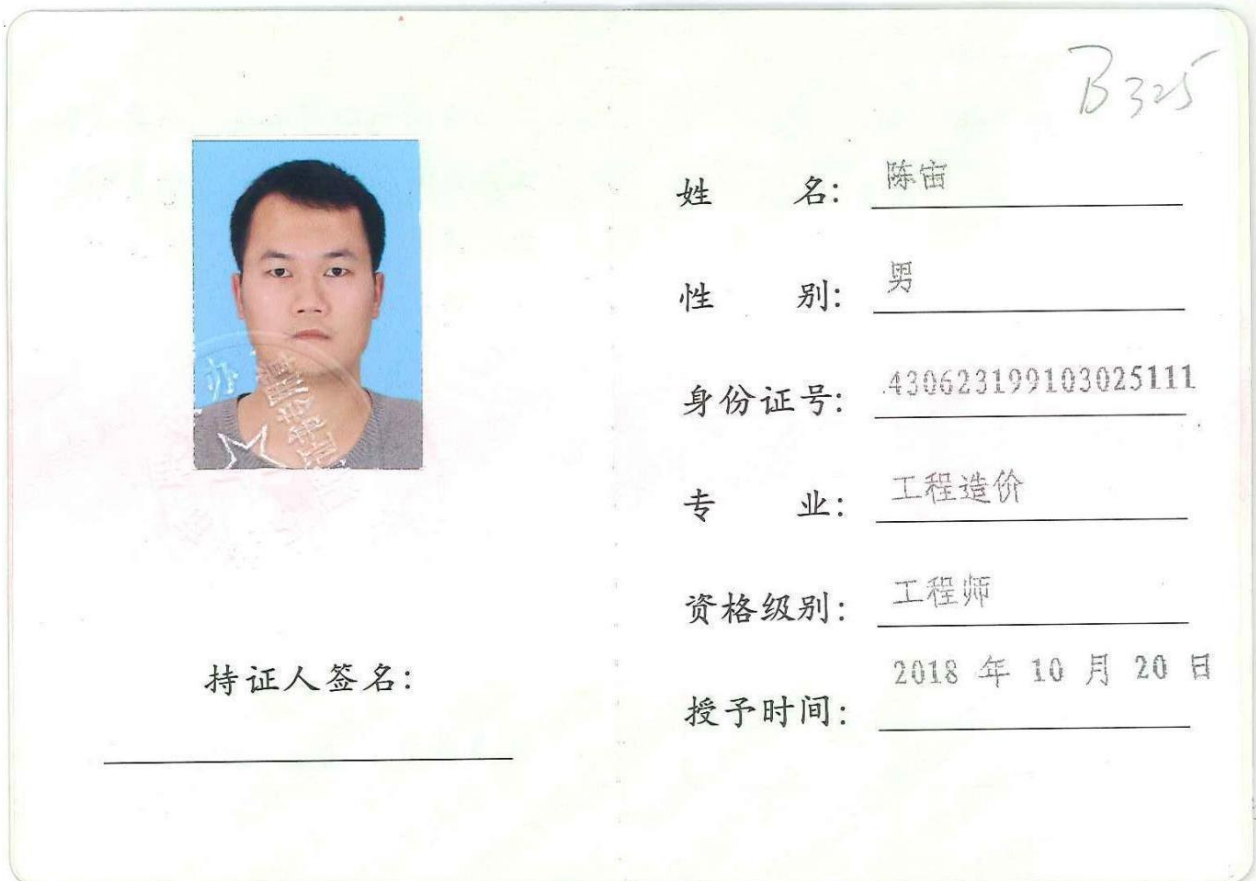 B325
姓 名: 陈宙
性 别: 男
身份证号: 430623199103025111
专 业: 工程造价
资格级别: 工程师
授予时间: 2018 年 10 月 20 日
持证人签名:
办